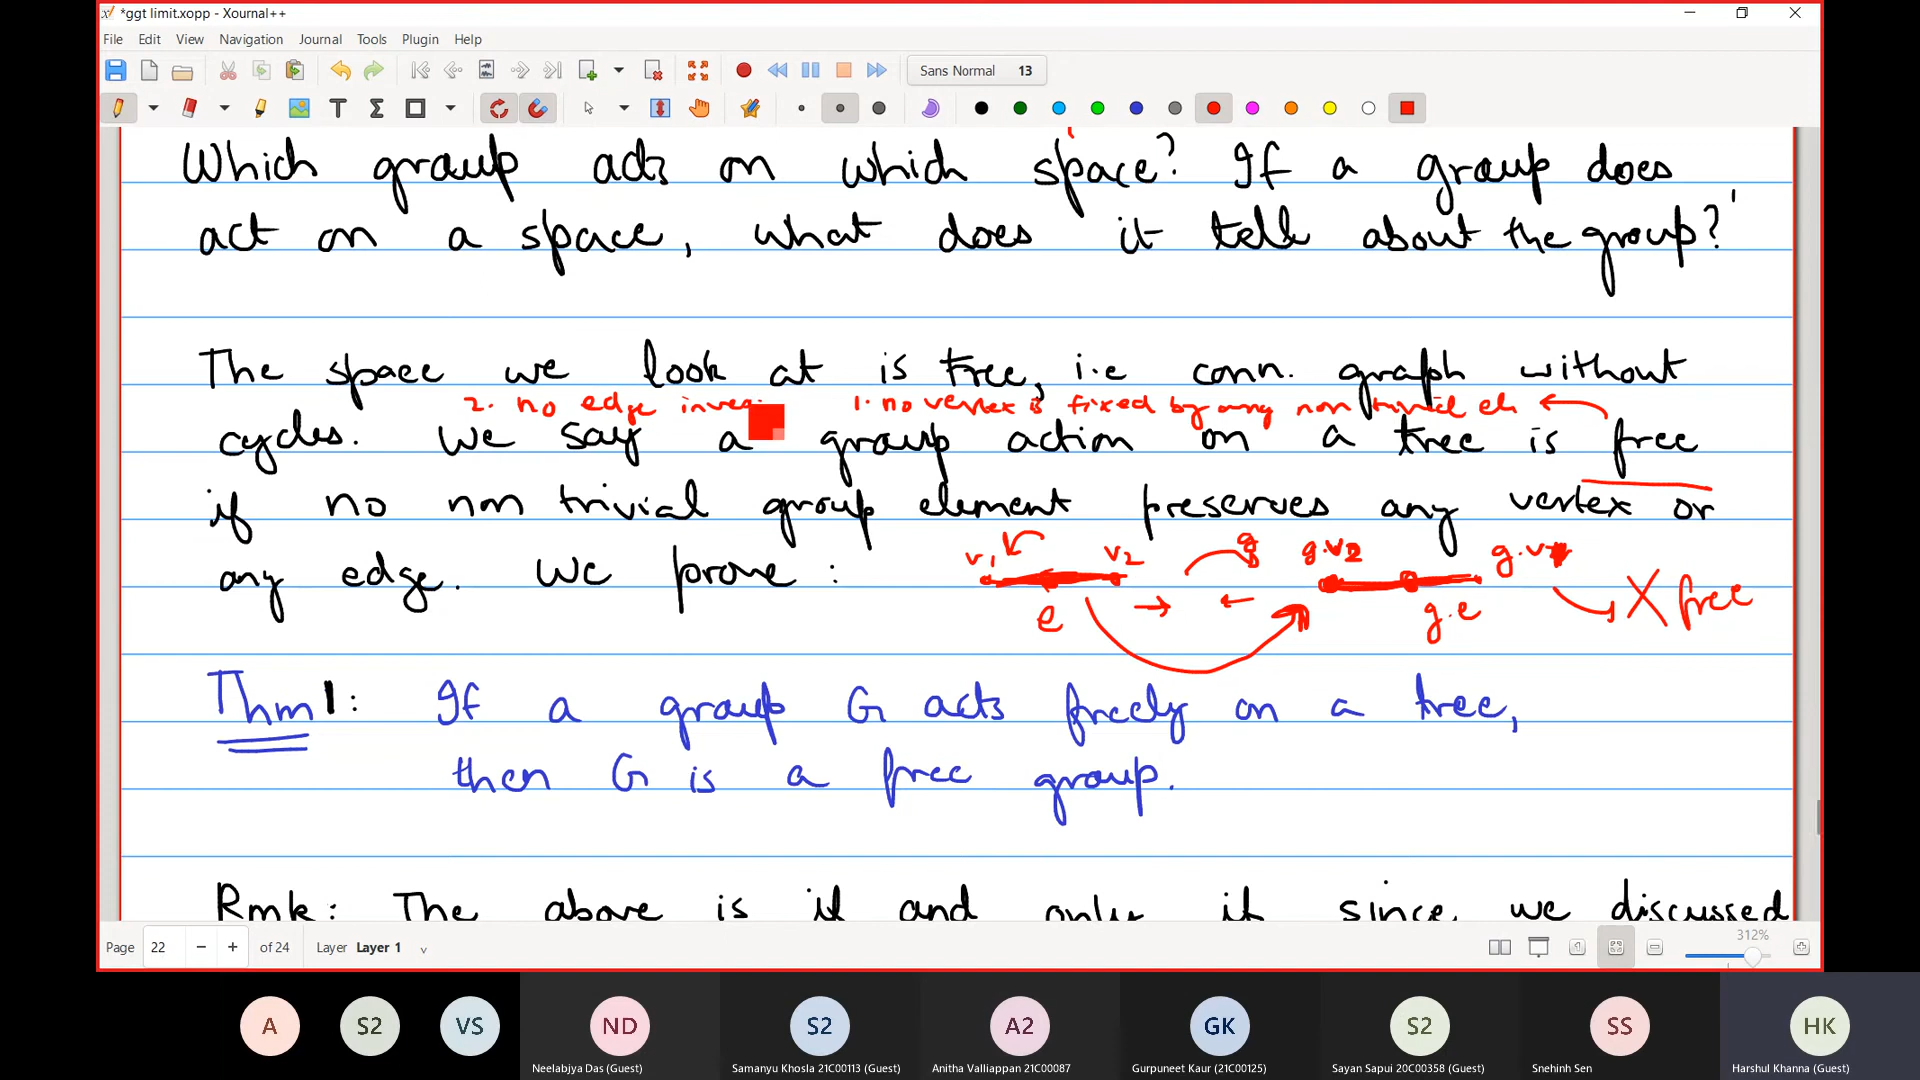 *ggt limit.xopp - Xournal++
File Edit View Navigation Journal Tools Plugin Help
Sans Normal 13
Which group acts on which space? If a group does
act on a space, what does it tell about the group?
The space we look at is tree, i.e conn. graph without
2. no edge inver 1. no vertex is fixed by any non trivial ele
cycles. We say a group action on a tree is free
if no non trivial group element preserves any vertex or
any edge. We prove :
v1 v2 g g.v2 g.v1
e g.e X free
Thm 1: If a group G acts freely on a tree,
then G is a free group.
Rmk: The above is if and only if since we discussed
Page 22 of 24 Layer Layer 1 312%
A S2 VS ND S2 A2 GK S2 SS HK
Neelabjya Das (Guest) Samanyu Khosla 21C00113 (Guest) Anitha Valliappan 21C00087 Gurpuneet Kaur (21C00125) Sayan Sapui 20C00358 (Guest) Snehinh Sen Harshul Khanna (Guest)